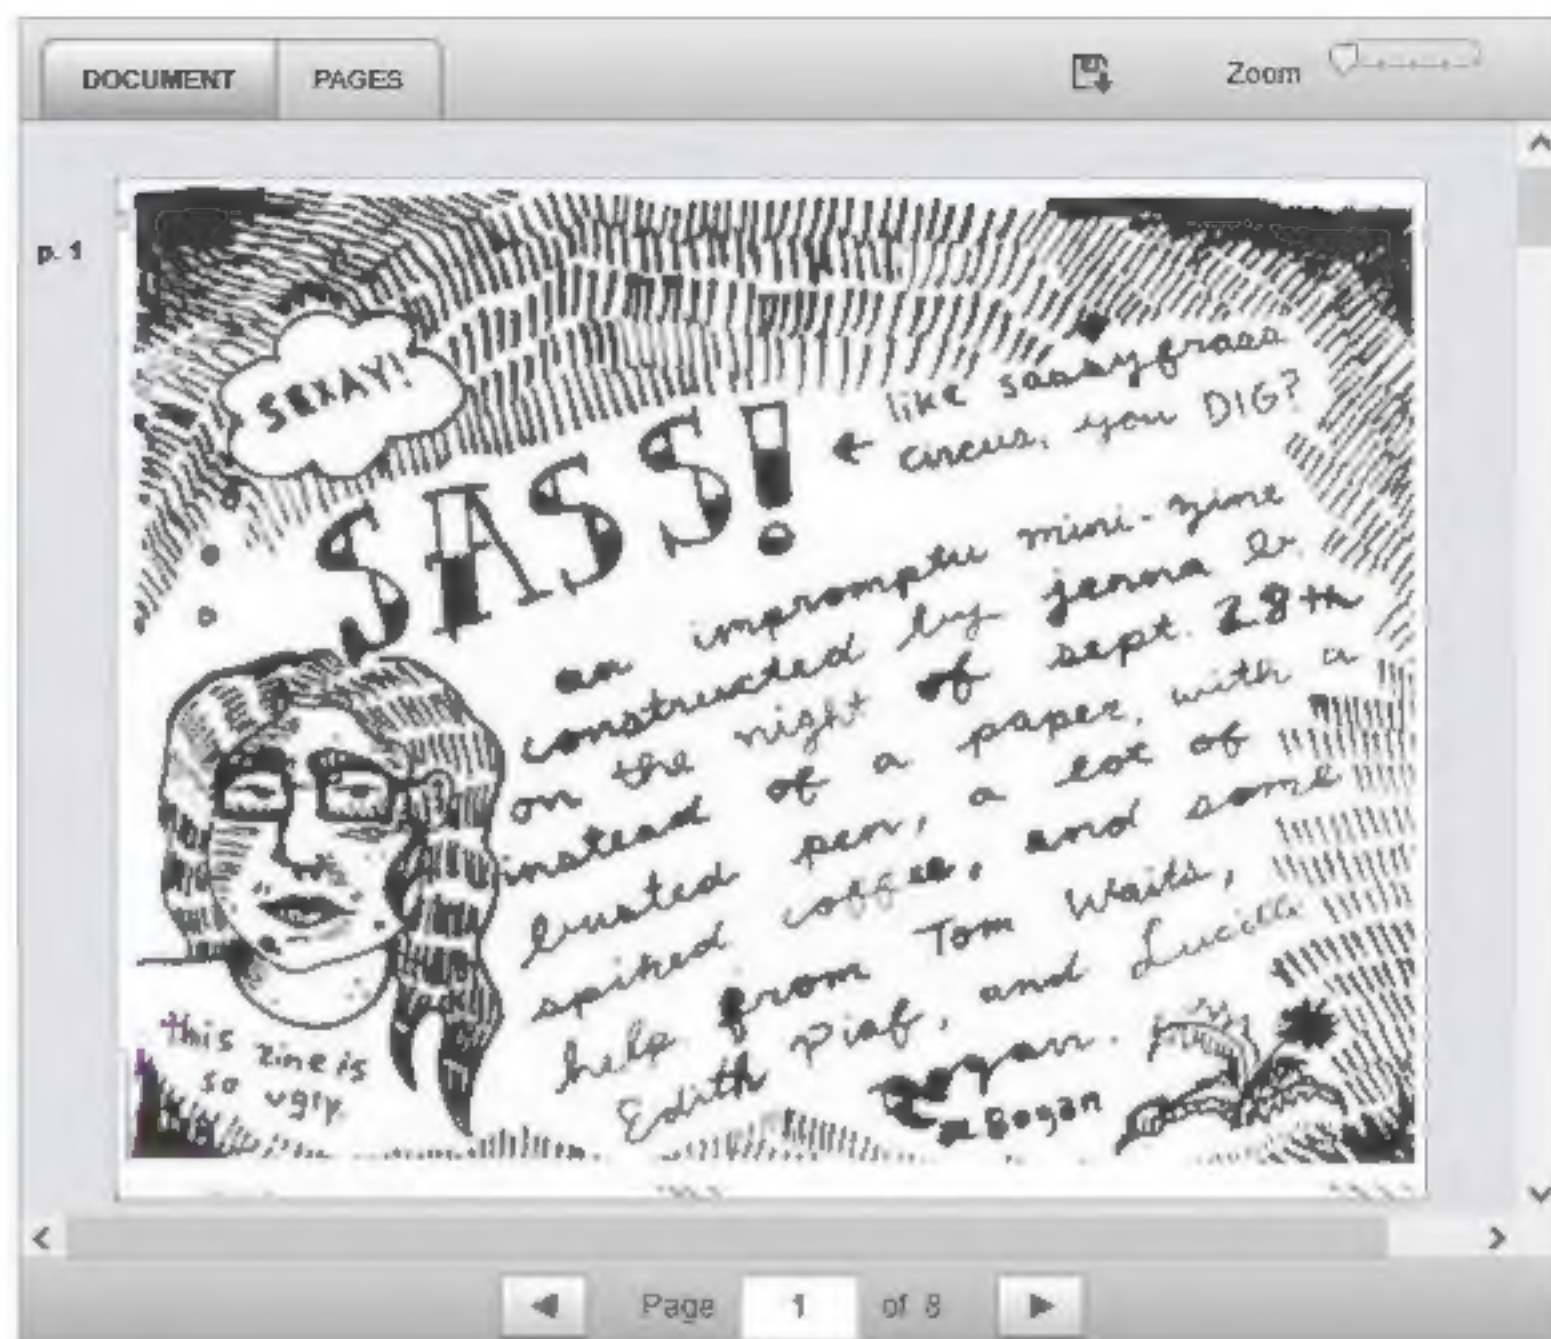 DOCUMENT PAGES Zoom
p. 1
SEXAY!
SASS!
like sassyfrass
circus, you DIG?
an impromptu mini-zine
constructed by jenna b.
on the night of sept. 28th
instead of a paper, with a
busted pen, a lot of
spiked coffee, and some
help from Tom Waits,
Edith Piaf, and Lucille
Bogan.
this zine is
so ugly.
Page 1 of 8